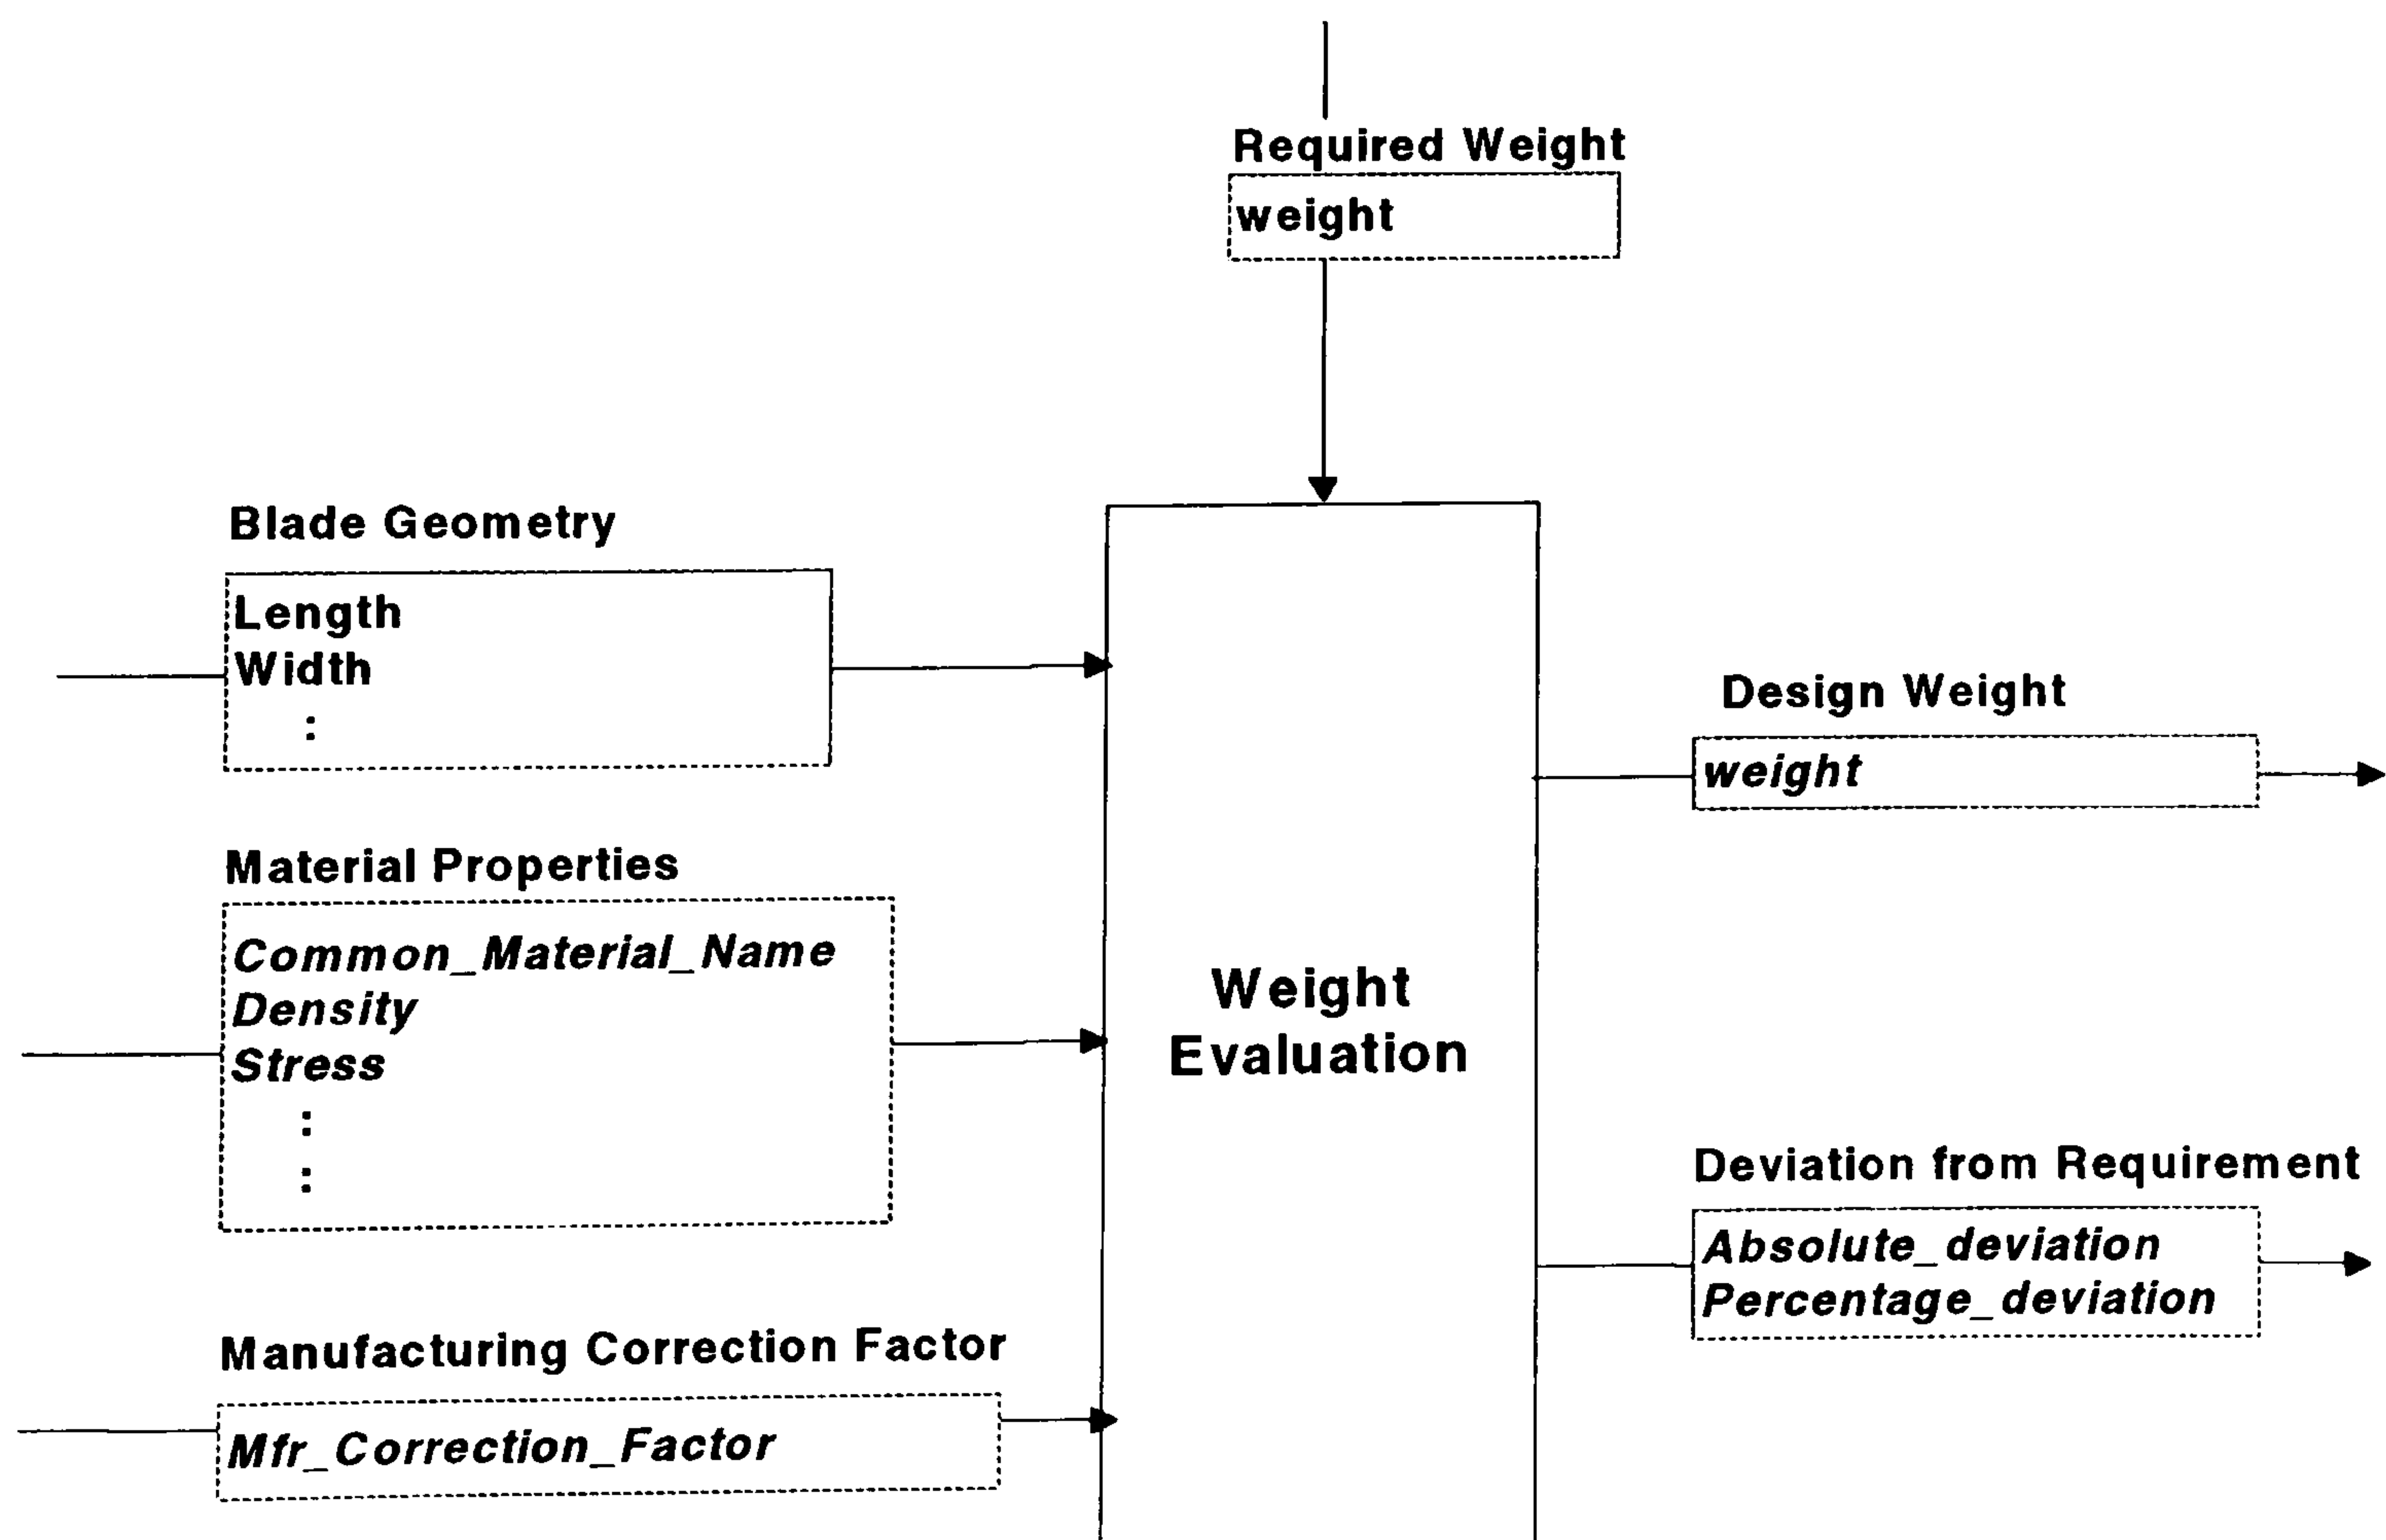 Required Weight
weight
Blade Geometry
Length
Width
:
Material Properties
Common_Material_Name
Density
Stress
:
:
Manufacturing Correction Factor
Mfr_Correction_Factor
Weight
Evaluation
Design Weight
weight
Deviation from Requirement
Absolute_deviation
Percentage_deviation